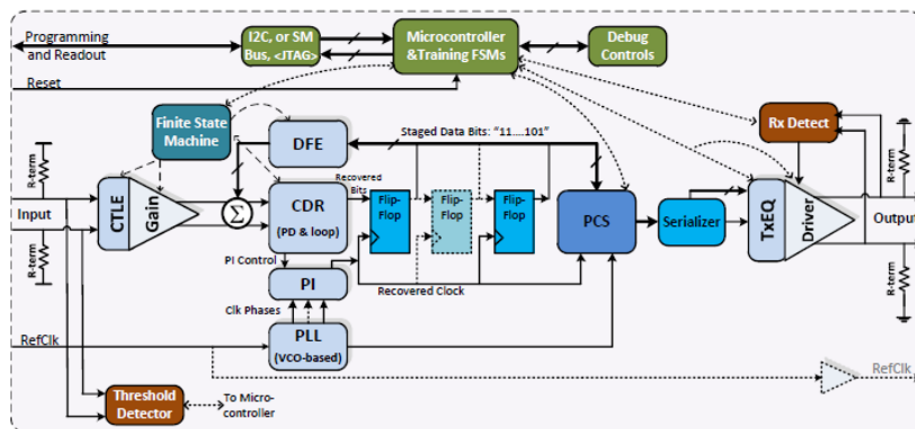 Programming
and Readout
I2C, or SM
Bus, <JTAG>
Microcontroller
&Training FSMs
Debug
Controls
Reset
Finite State
Machine
DFE
Staged Data Bits: "11....101"
Rx Detect
R-term
R-term
Input
CTLE
Gain
Σ
CDR
(PD & loop)
Recovered
Bits
Flip-
Flop
Flip-
Flop
Flip-
Flop
PCS
Serializer
TxEQ
Driver
Output
R-term
R-term
PI Control
PI
Recovered Clock
Clk Phases
PLL
(VCO-based)
RefClk
RefClk
Threshold
Detector
To Micro-
controller